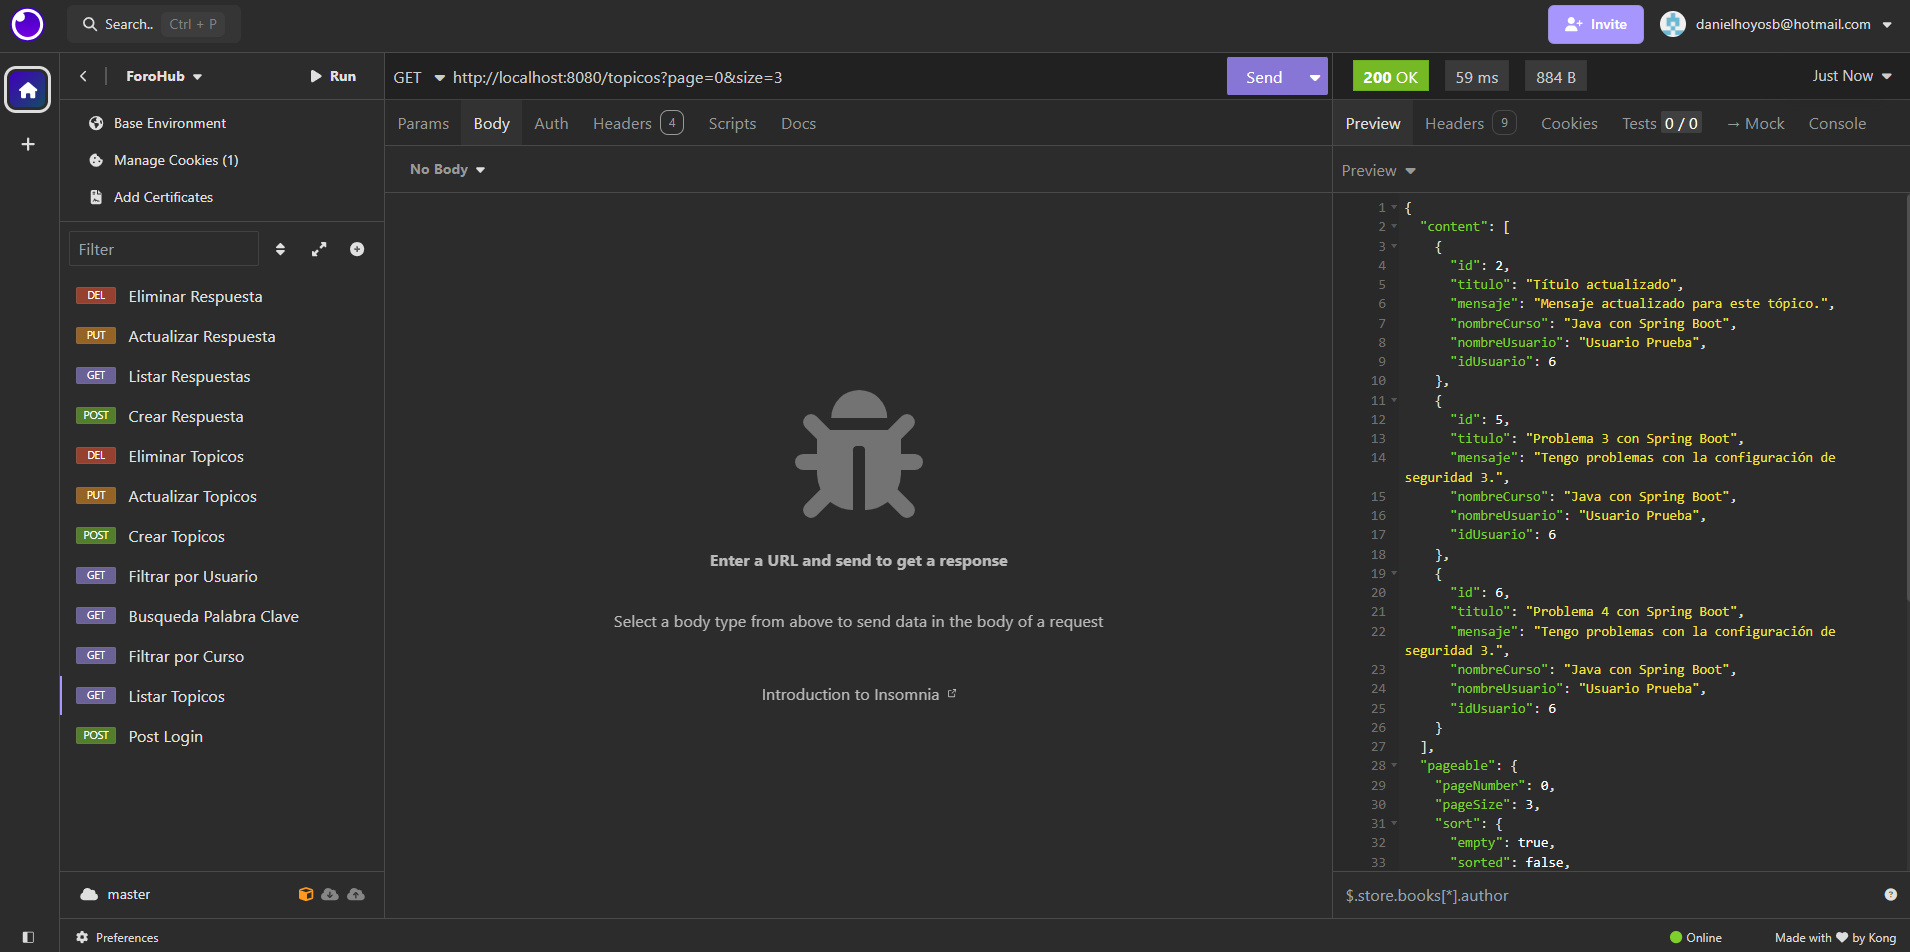 Search.. Ctrl + P
Invite
danielhoyosb@hotmail.com
ForoHub
Run
GET http://localhost:8080/topicos?page=0&size=3
Send
200 OK 59 ms 884 B
Just Now
Base Environment
Manage Cookies (1)
Add Certificates
Filter
DEL Eliminar Respuesta
PUT Actualizar Respuesta
GET Listar Respuestas
POST Crear Respuesta
DEL Eliminar Topicos
PUT Actualizar Topicos
POST Crear Topicos
GET Filtrar por Usuario
GET Busqueda Palabra Clave
GET Filtrar por Curso
GET Listar Topicos
POST Post Login
master
Params Body Auth Headers 4 Scripts Docs
No Body
Enter a URL and send to get a response
Select a body type from above to send data in the body of a request
Introduction to Insomnia
Preview Headers 9 Cookies Tests 0 / 0 → Mock Console
Preview
1 {
2 "content": [
3 {
4 "id": 2,
5 "titulo": "Título actualizado",
6 "mensaje": "Mensaje actualizado para este tópico.",
7 "nombreCurso": "Java con Spring Boot",
8 "nombreUsuario": "Usuario Prueba",
9 "idUsuario": 6
10 },
11 {
12 "id": 5,
13 "titulo": "Problema 3 con Spring Boot",
14 "mensaje": "Tengo problemas con la configuración de
seguridad 3.",
15 "nombreCurso": "Java con Spring Boot",
16 "nombreUsuario": "Usuario Prueba",
17 "idUsuario": 6
18 },
19 {
20 "id": 6,
21 "titulo": "Problema 4 con Spring Boot",
22 "mensaje": "Tengo problemas con la configuración de
seguridad 3.",
23 "nombreCurso": "Java con Spring Boot",
24 "nombreUsuario": "Usuario Prueba",
25 "idUsuario": 6
26 }
27 ],
28 "pageable": {
29 "pageNumber": 0,
30 "pageSize": 3,
31 "sort": {
32 "empty": true,
33 "sorted": false,
$.store.books[*].author
Preferences
Online
Made with ♥ by Kong